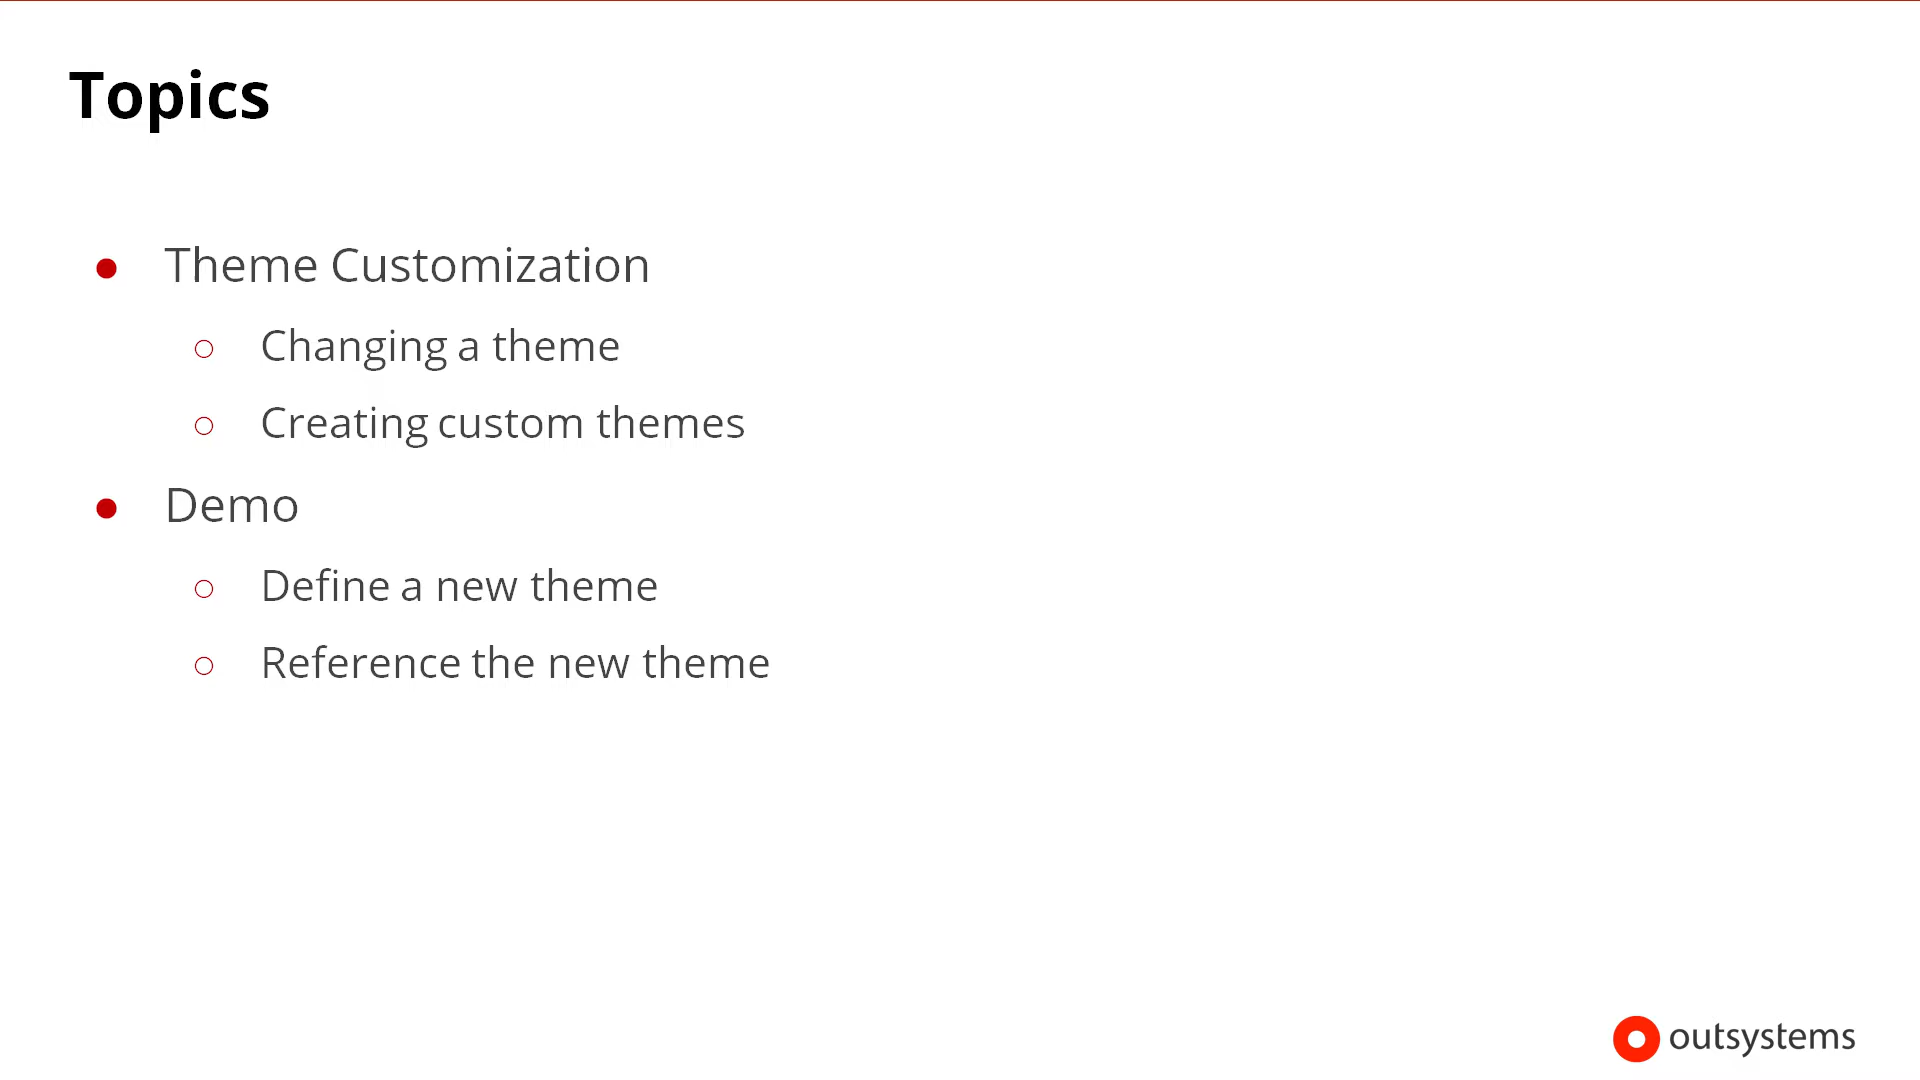 Topics
● Theme Customization
○ Changing a theme
○ Creating custom themes
● Demo
○ Define a new theme
○ Reference the new theme
outsystems